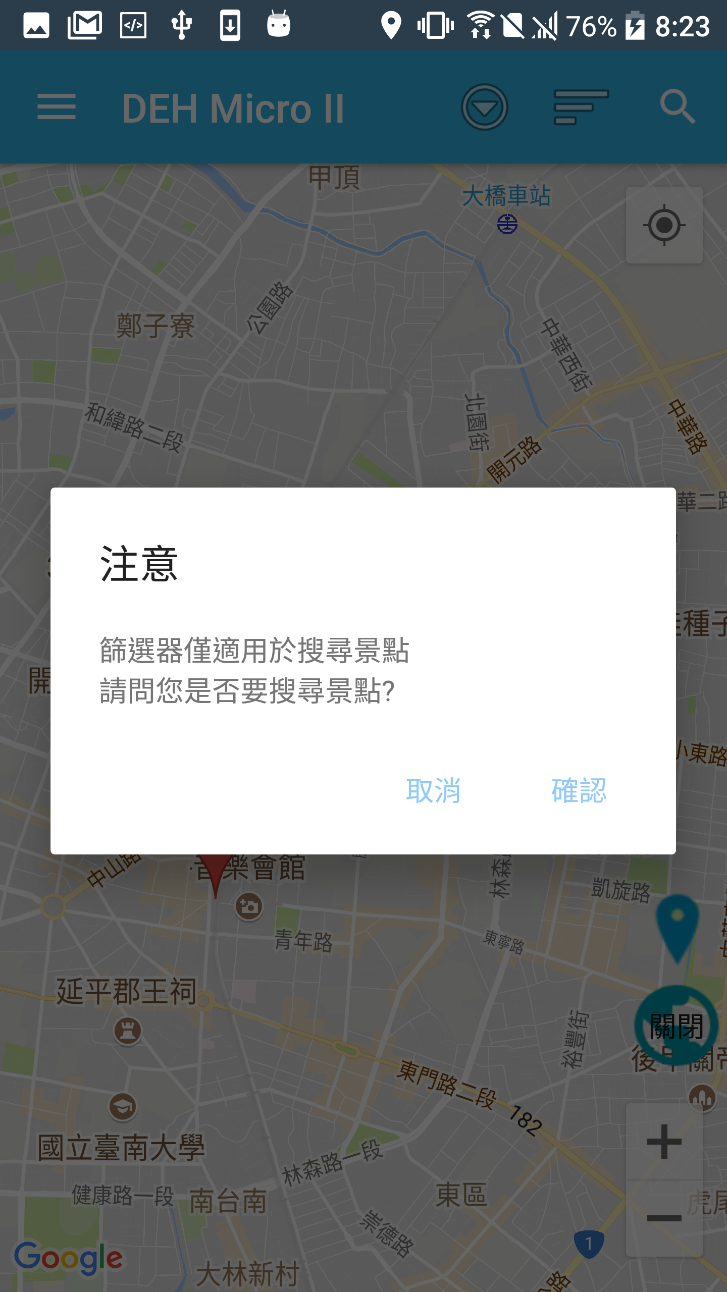 76% 8:23
DEH Micro II
甲頂
大橋車站
公園路
鄭子寮
中華西街
和緯路二段
北園街
中華路
開元路
華二段
注意
篩選器僅適用於搜尋景點
請問您是否要搜尋景點?
取消 確認
開
小東路
音樂會館
中山路
凱旋路
青年路
東寧路
延平郡王祠
關閉
裕豐街
東門路二段
182
國立臺南大學
林森路一段
健康路一段
南台南
東區
虎尾
崇德路
1
Google
大林新村